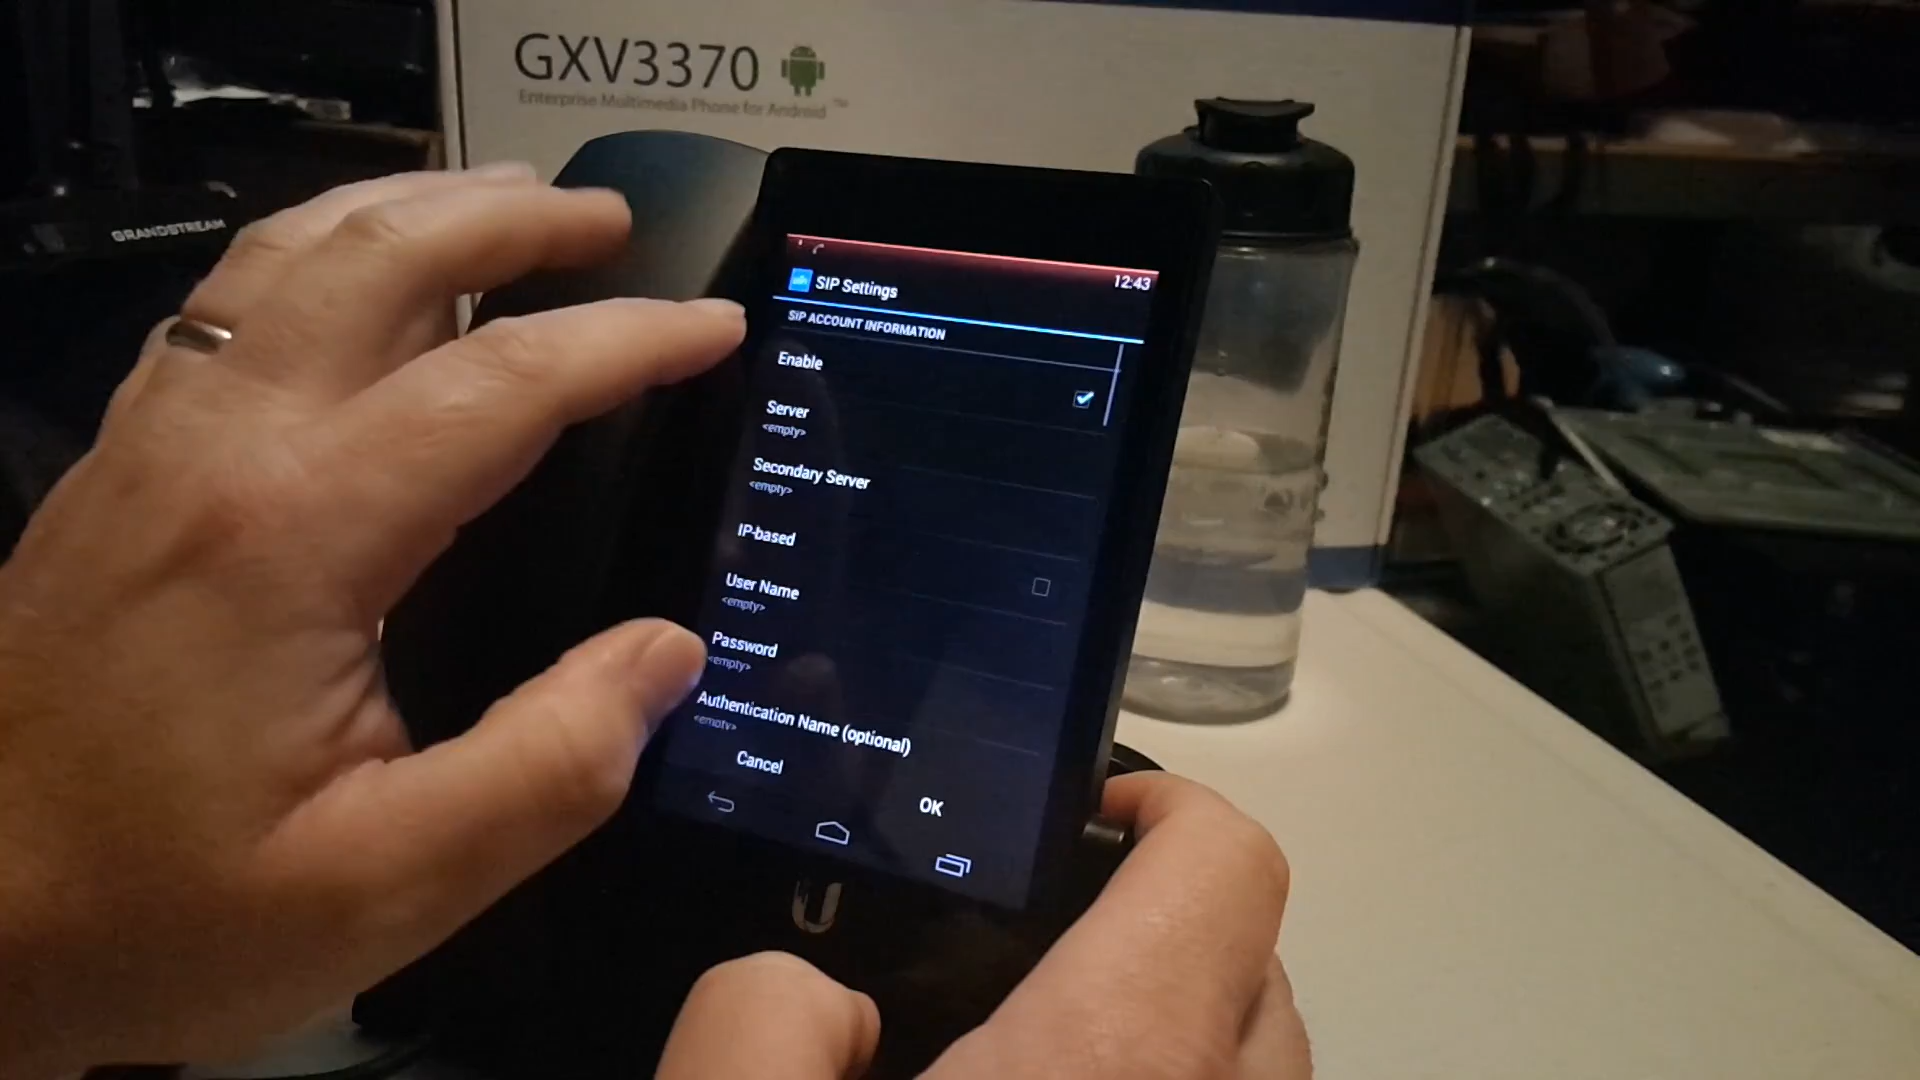 GXV3370
Enterprise Multimedia Phone for Android ™
GRANDSTREAM
12:43
SIP Settings
SIP ACCOUNT INFORMATION
Enable
Server
<empty>
Secondary Server
<empty>
IP-based
User Name
<empty>
Password
<empty>
Authentication Name (optional)
<empty>
Cancel
OK
U